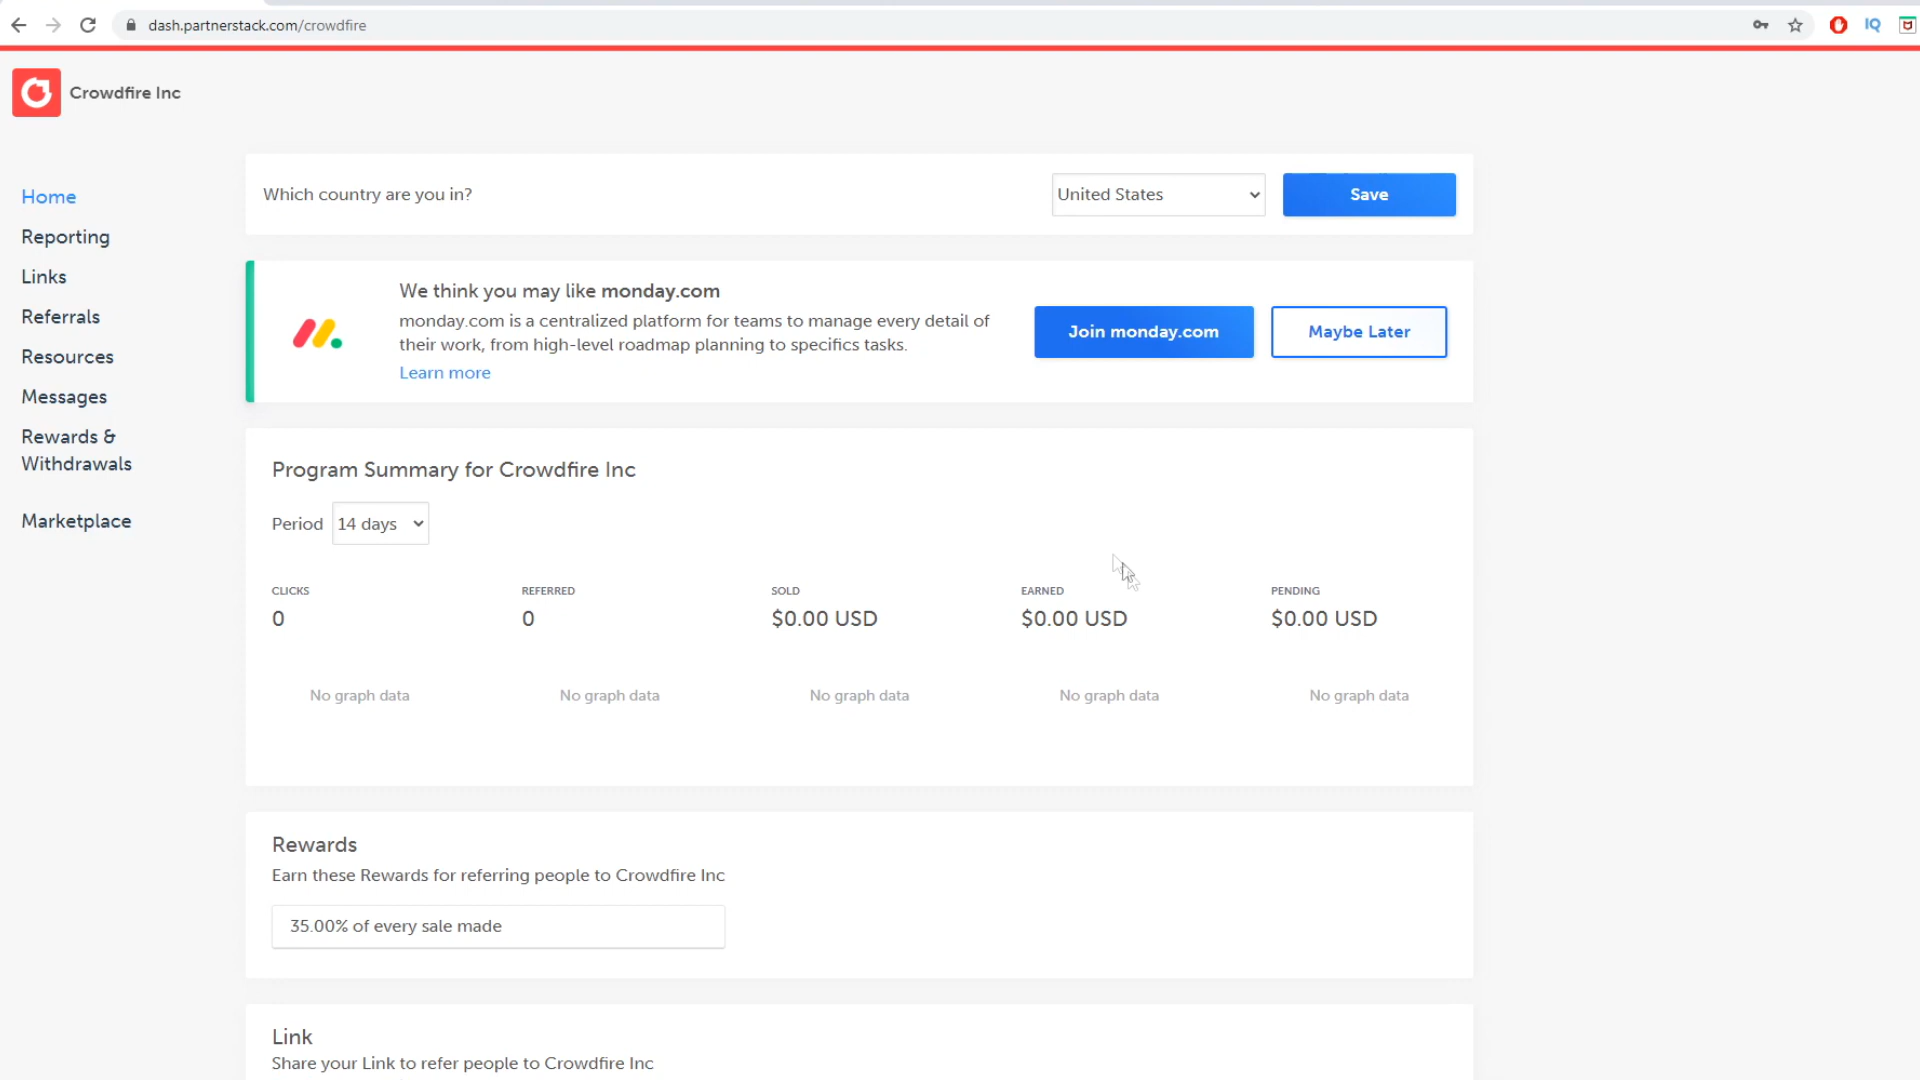 dash.partnerstack.com/crowdfire
IQ
Crowdfire Inc
Home
Reporting
Links
Referrals
Resources
Messages
Rewards &
Withdrawals
Marketplace
Which country are you in?
United States
Save
We think you may like monday.com
monday.com is a centralized platform for teams to manage every detail of
their work, from high-level roadmap planning to specifics tasks.
Learn more
Join monday.com
Maybe Later
Program Summary for Crowdfire Inc
Period 14 days
CLICKS
0
No graph data
REFERRED
0
No graph data
SOLD
$0.00 USD
No graph data
EARNED
$0.00 USD
No graph data
PENDING
$0.00 USD
No graph data
Rewards
Earn these Rewards for referring people to Crowdfire Inc
35.00% of every sale made
Link
Share your Link to refer people to Crowdfire Inc